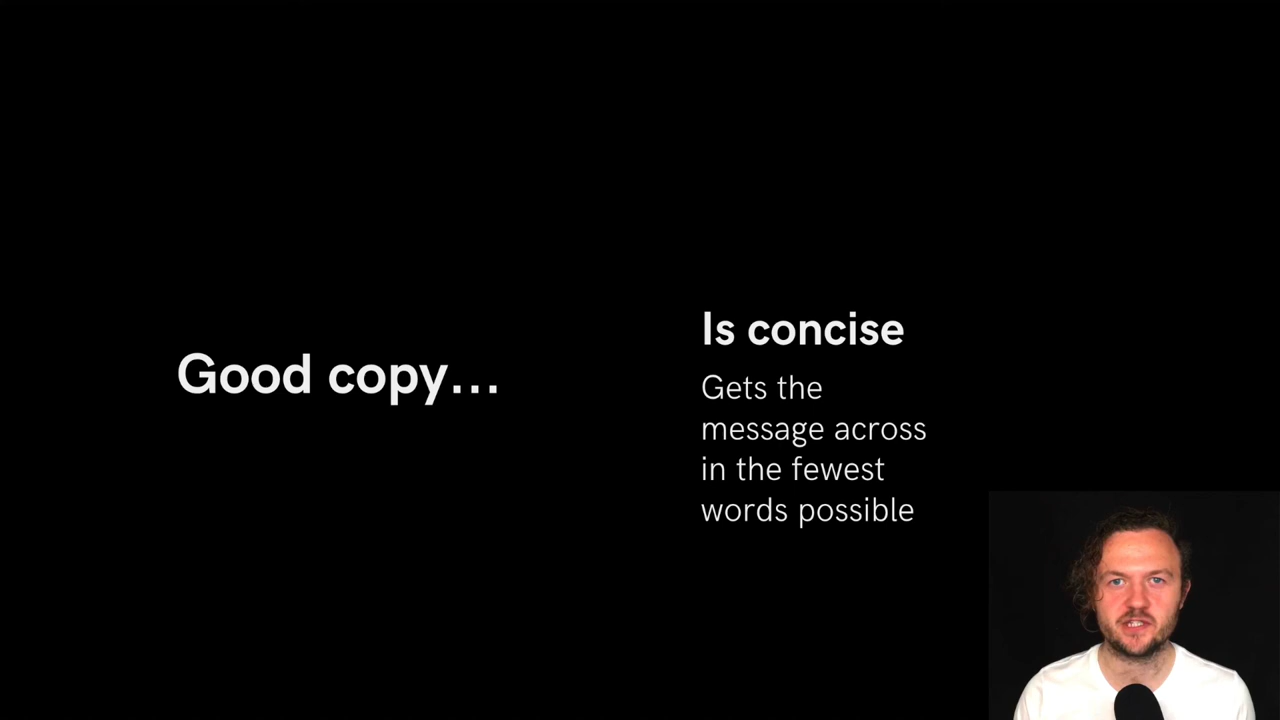 Good copy...
Is concise
Gets the
message across
in the fewest
words possible